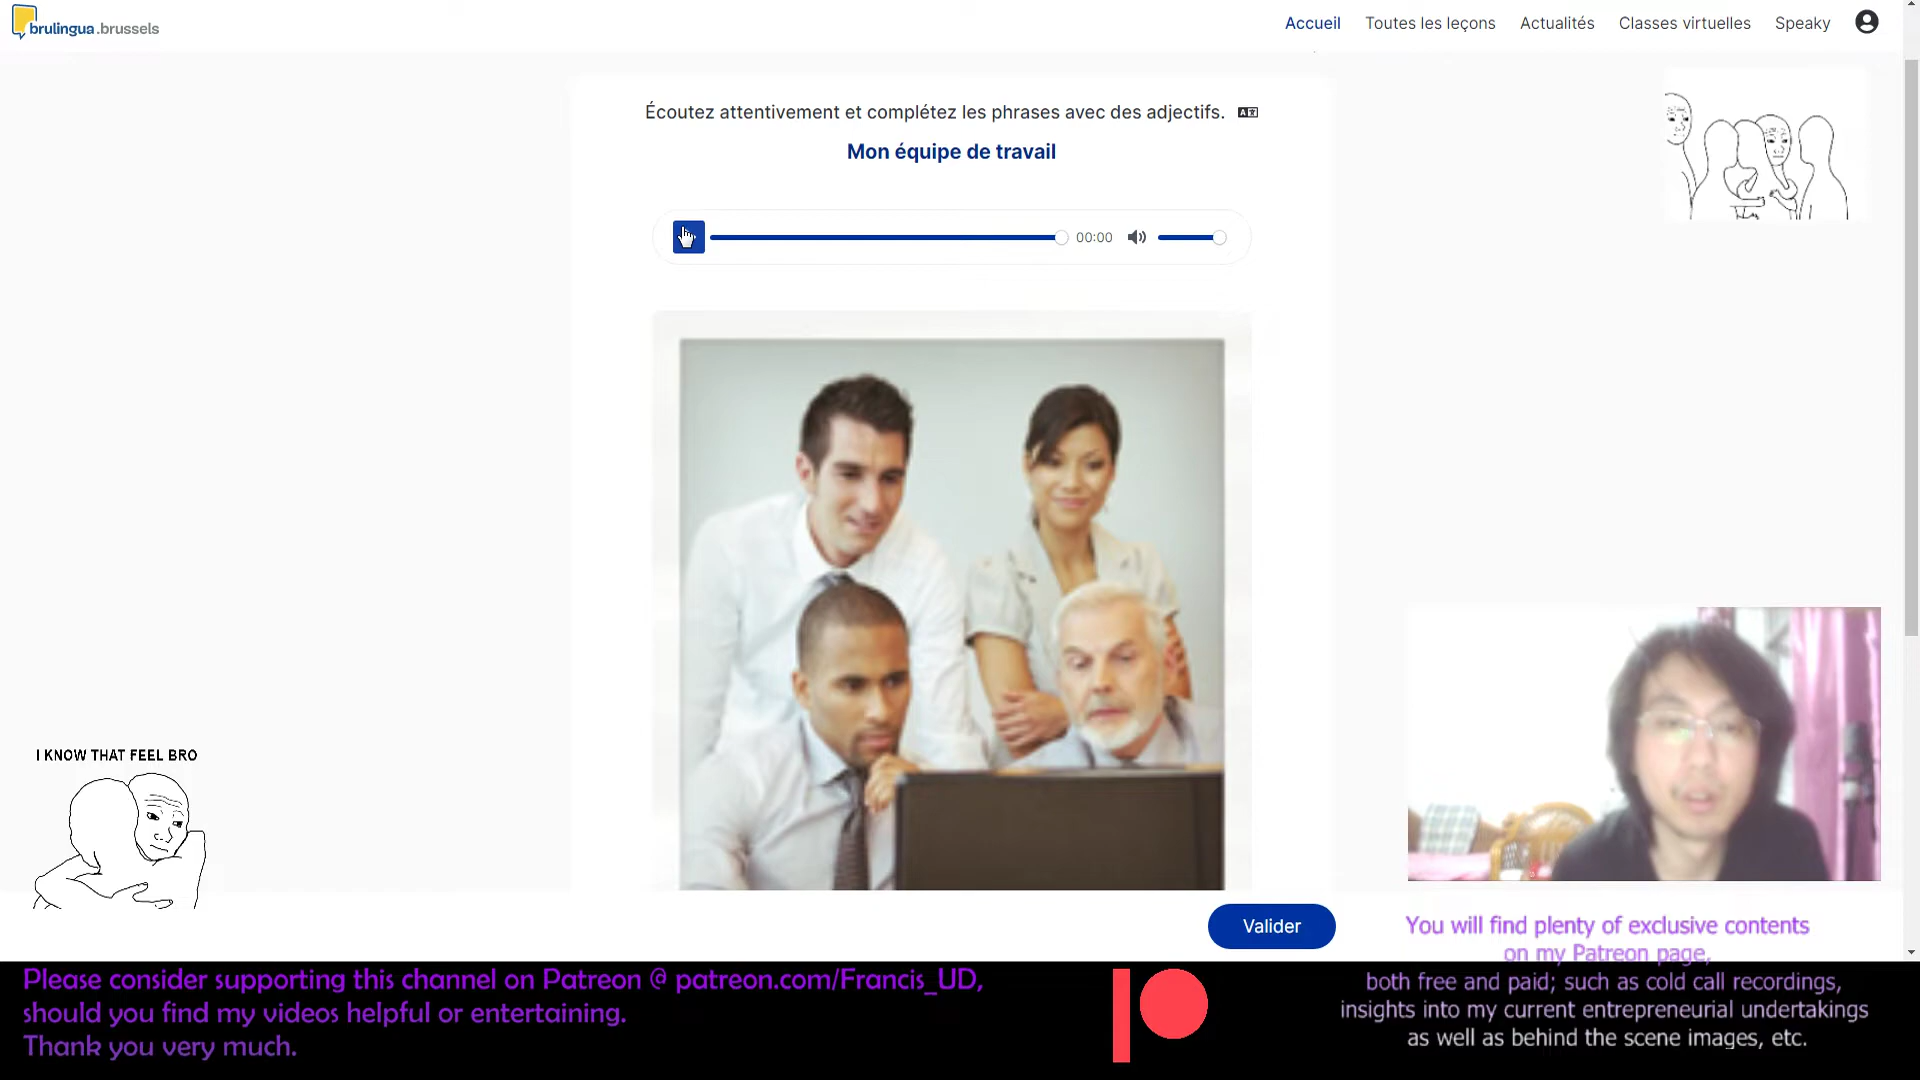 brulingua.brussels
Accueil
Toutes les leçons
Actualités
Classes virtuelles
Speaky
Écoutez attentivement et complétez les phrases avec des adjectifs.
Mon équipe de travail
00:00
I KNOW THAT FEEL BRO
Valider
You will find plenty of exclusive contents
on my Patreon page,
both free and paid; such as cold call recordings,
insights into my current entrepreneurial undertakings
as well as behind the scene images, etc.
Please consider supporting this channel on Patreon @ patreon.com/Francis_UD,
should you find my videos helpful or entertaining.
Thank you very much.